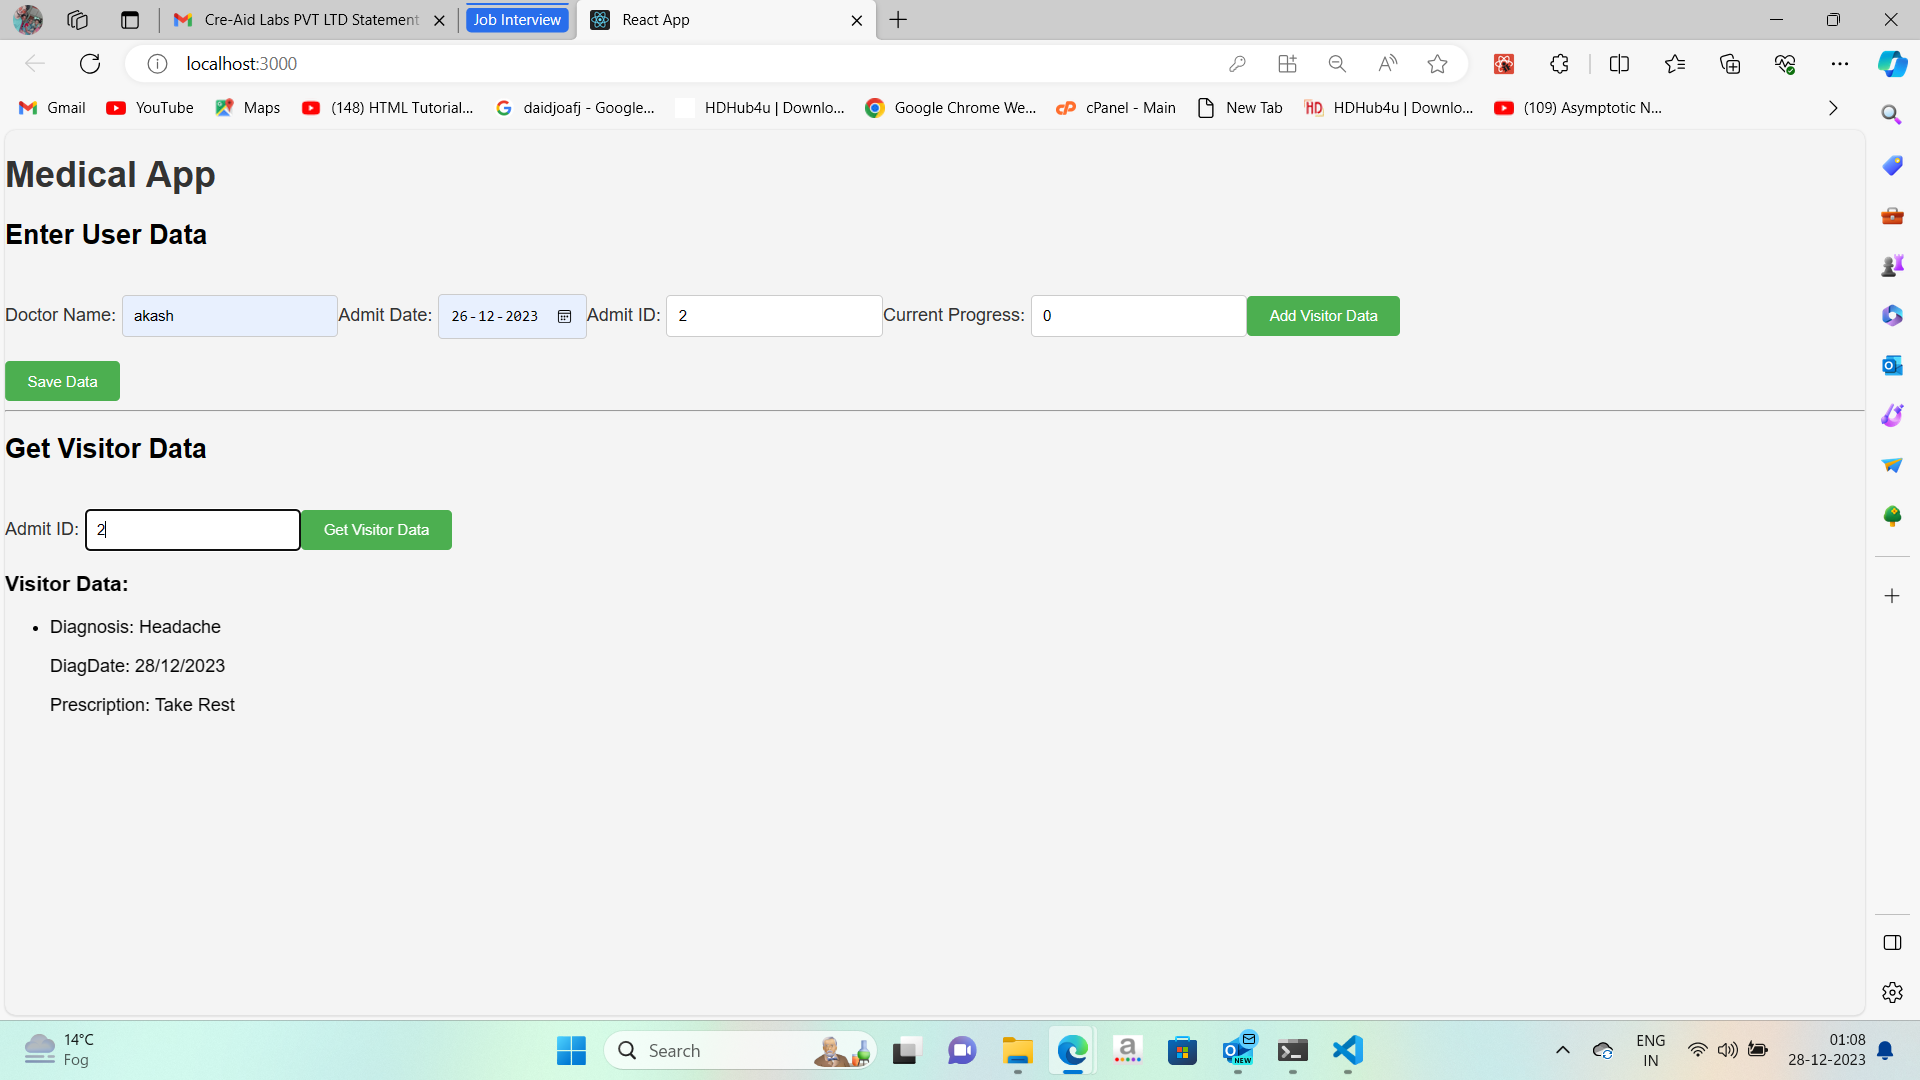 Cre-Aid Labs PVT LTD Statement
Job Interview
React App
localhost:3000
Gmail
YouTube
Maps
(148) HTML Tutorial...
daidjoafj - Google...
HDHub4u | Downlo...
Google Chrome We...
cPanel - Main
New Tab
HD HDHub4u | Downlo...
(109) Asymptotic N...
Medical App
Enter User Data
Doctor Name: akash Admit Date: 26-12-2023 Admit ID: 2 Current Progress: 0 Add Visitor Data
Save Data
Get Visitor Data
Admit ID: 2 Get Visitor Data
Visitor Data:
• Diagnosis: Headache
DiagDate: 28/12/2023
Prescription: Take Rest
14°C
Fog
Search
NEW
ENG
IN
01:08
28-12-2023